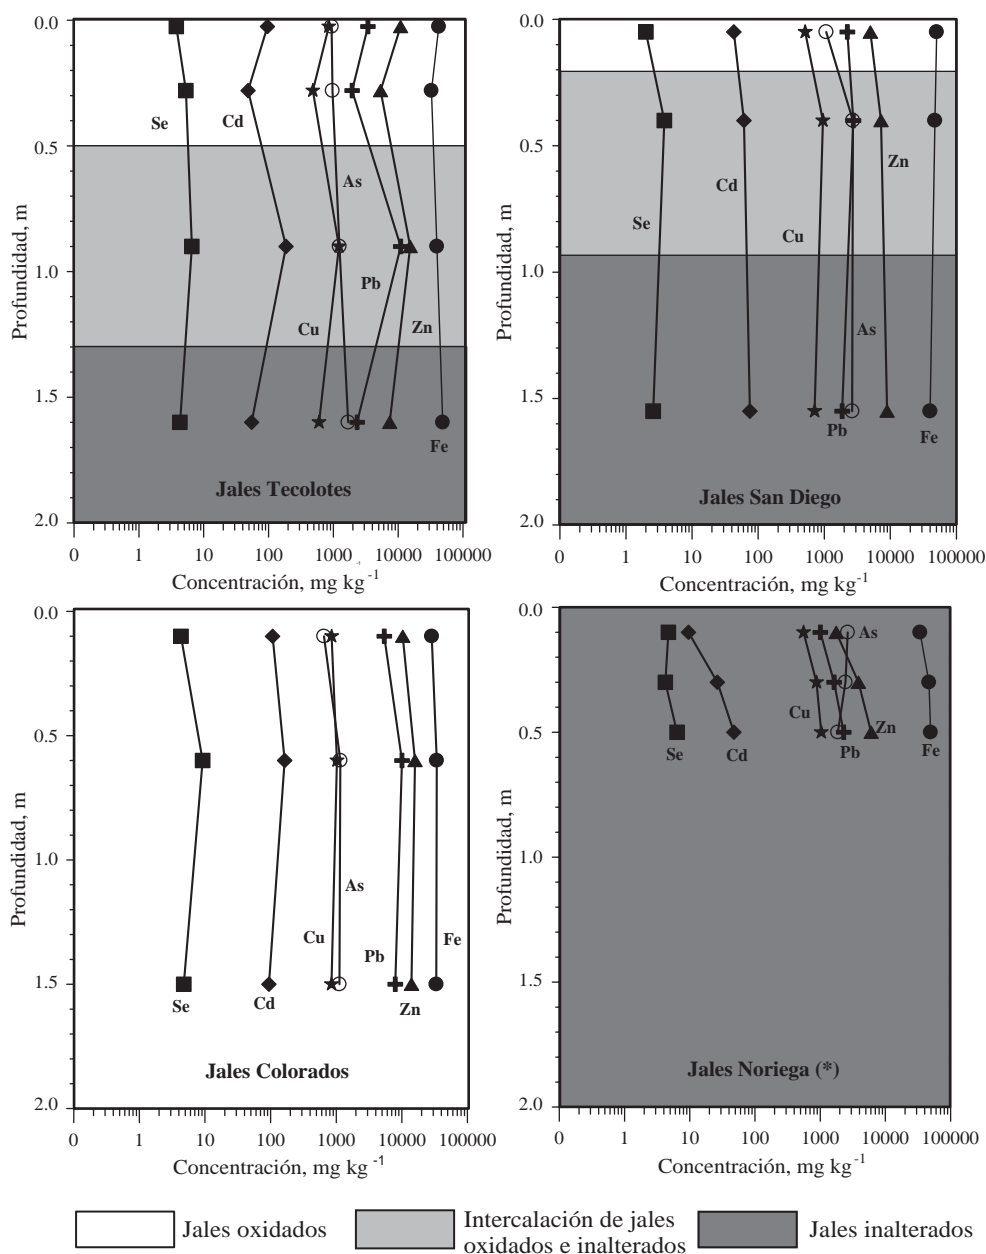 0.0
0.5
1.0
1.5
2.0
Profundidad, m
Se
Cd
As
Pb
Cu
Zn
Fe
Jales Tecolotes
0 1 10 100 1000 10000 100000
Concentración, mg kg-1
0.0
0.5
1.0
1.5
2.0
Profundidad, m
Zn
Cd
Se
Cu
As
Pb
Fe
Jales San Diego
0 1 10 100 1000 10000 100000
Concentración, mg kg-1
0.0
0.5
1.0
1.5
2.0
Profundidad, m
As
Cu
Fe
Pb
Se
Cd
Zn
Jales Colorados
0 1 10 100 1000 10000 100000
Concentración, mg kg-1
0.0
0.5
1.0
1.5
2.0
Profundidad, m
As
Cu
Zn
Se
Cd
Pb
Fe
Jales Noriega (*)
0 1 10 100 1000 10000 100000
Concentración, mg kg-1
Jales oxidados
Intercalación de jales
oxidados e inalterados
Jales inalterados